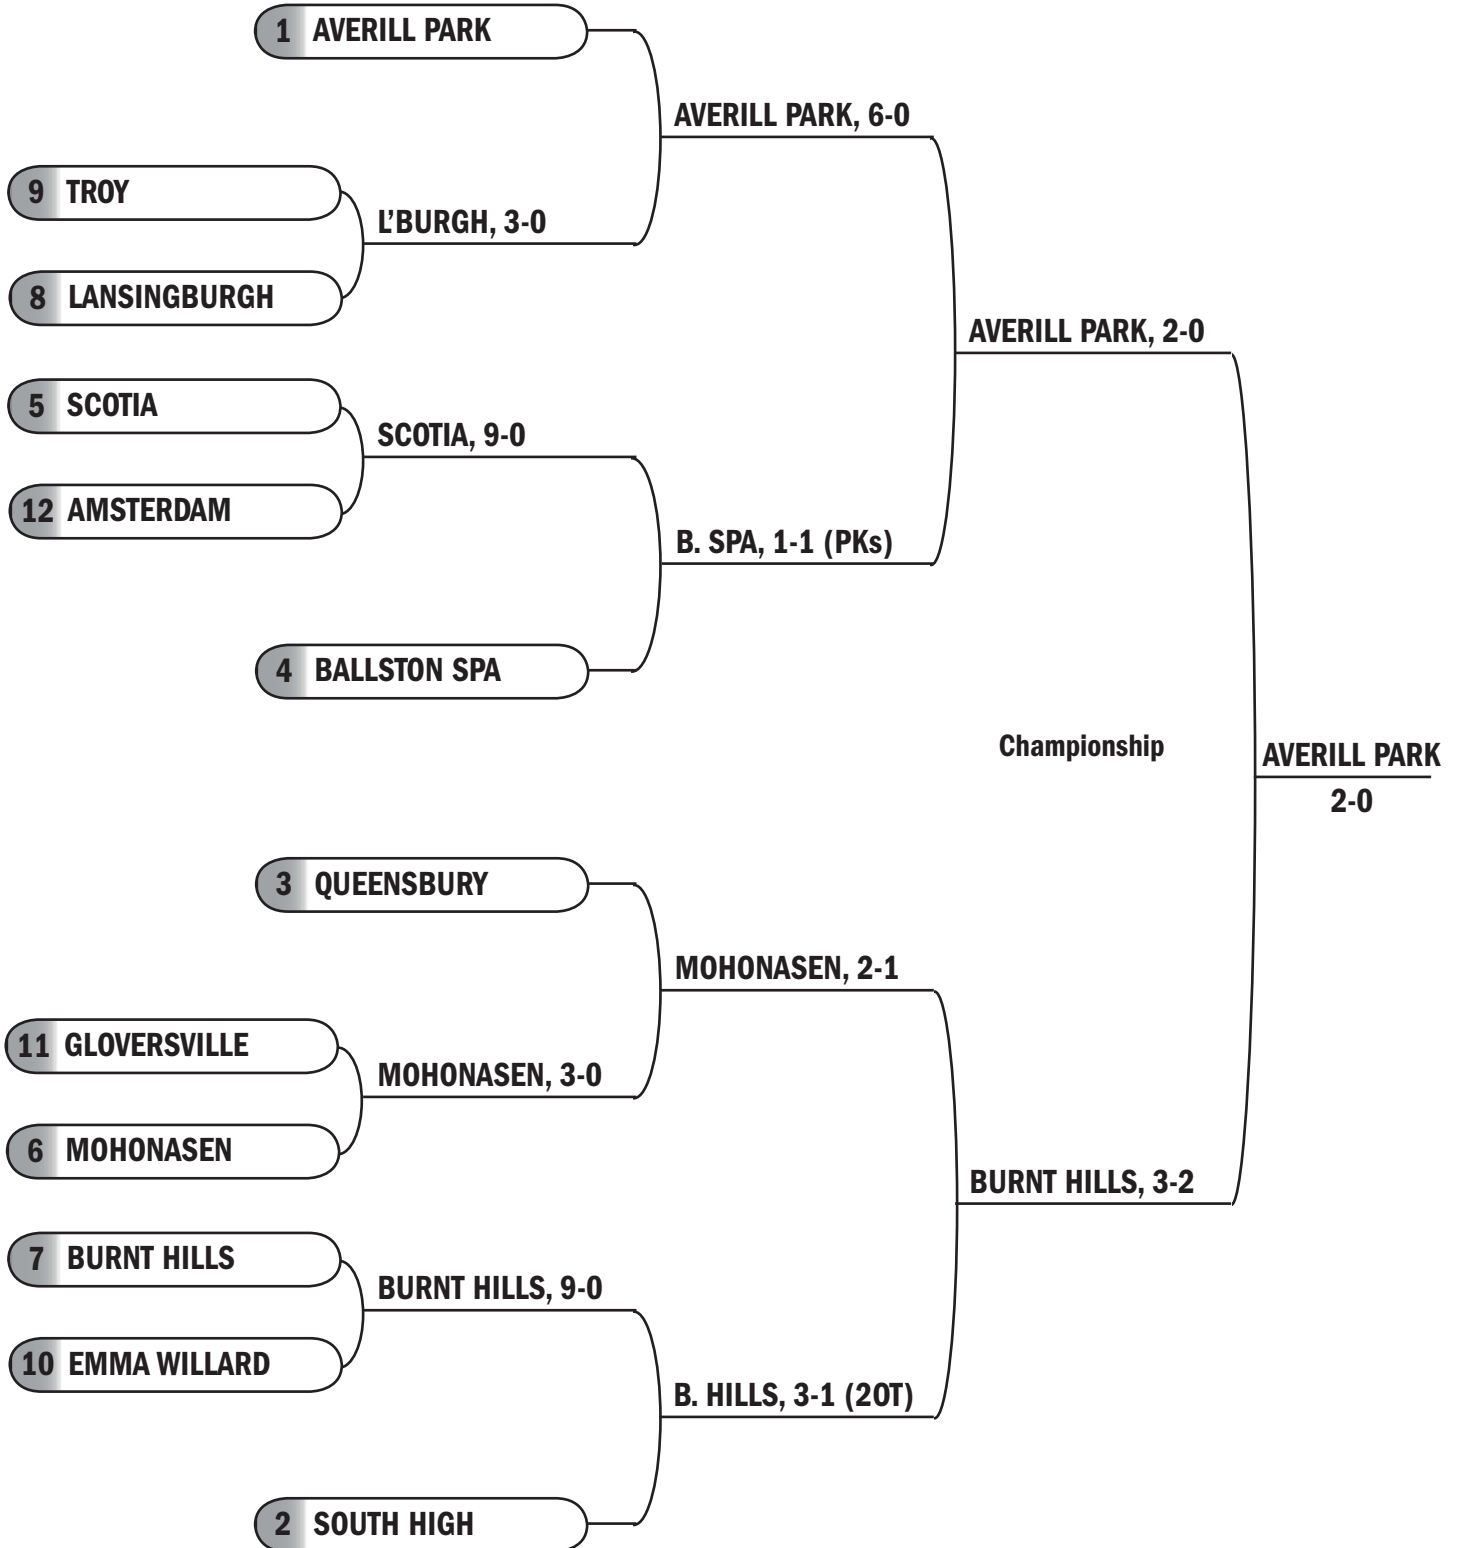 1 AVERILL PARK
AVERILL PARK, 6-0
9 TROY
L'BURGH, 3-0
8 LANSINGBURGH
AVERILL PARK, 2-0
5 SCOTIA
SCOTIA, 9-0
12 AMSTERDAM
B. SPA, 1-1 (PKs)
4 BALLSTON SPA
Championship
AVERILL PARK
2-0
3 QUEENSBURY
MOHONASEN, 2-1
11 GLOVERSVILLE
MOHONASEN, 3-0
6 MOHONASEN
BURNT HILLS, 3-2
7 BURNT HILLS
BURNT HILLS, 9-0
10 EMMA WILLARD
B. HILLS, 3-1 (2OT)
2 SOUTH HIGH